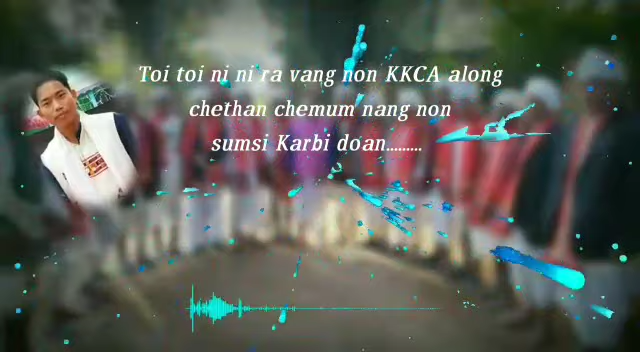 Toi toi ni ni ra vang non KKCA along
chethan chemum nang non
sumsi Karbi doan.........